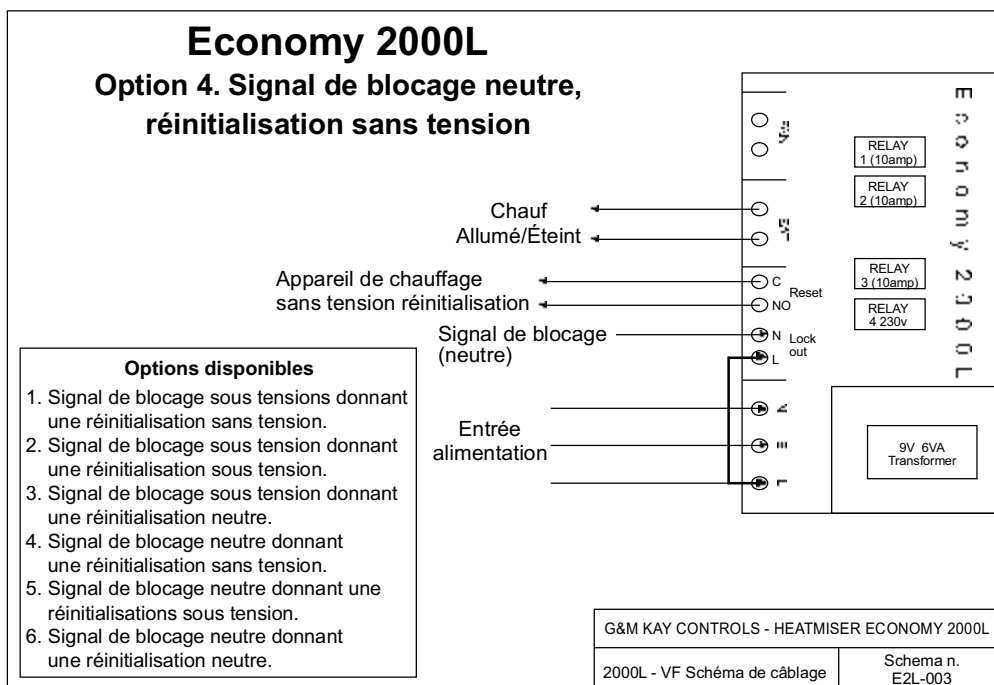 Economy 2000L
Option 4. Signal de blocage neutre,
réinitialisation sans tension
Economy 2000L
RELAY
1 (10amp)
RELAY
2 (10amp)
Chauf
Allumé/Éteint
RELAY
3 (10amp)
RELAY
4 230v
Appareil de chauffage
sans tension réinitialisation
C
Reset
NO
Signal de blocage
(neutre)
N
Lock
out
L
Entrée
alimentation
N
E
L
9V 6VA
Transformer
Options disponibles
1. Signal de blocage sous tensions donnant
une réinitialisation sans tension.
2. Signal de blocage sous tension donnant
une réinitialisation sous tension.
3. Signal de blocage sous tension donnant
une réinitialisation neutre.
4. Signal de blocage neutre donnant
une réinitialisation sans tension.
5. Signal de blocage neutre donnant une
réinitialisations sous tension.
6. Signal de blocage neutre donnant
une réinitialisation neutre.
G&M KAY CONTROLS - HEATMISER ECONOMY 2000L
2000L - VF Schéma de câblage
Schema n.
E2L-003